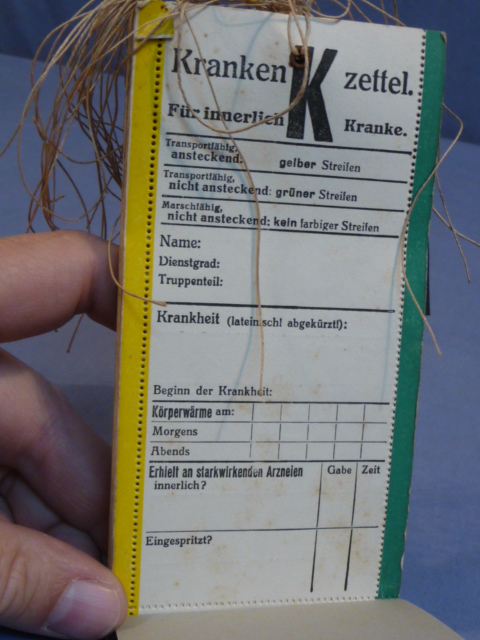 Krankenzettel.
K
Für innerlich Kranke.
Transportfähig,
ansteckend: gelber Streifen
Transportfähig,
nicht ansteckend: grüner Streifen
Marschfähig,
nicht ansteckend: kein farbiger Streifen
Name:
Dienstgrad:
Truppenteil:
Krankheit (lateinisch! abgekürzt!):
Beginn der Krankheit:
Körperwärme am:
Morgens
Abends
Erhielt an starkwirkenden Arzneien Gabe Zeit
innerlich?
Eingespritzt?